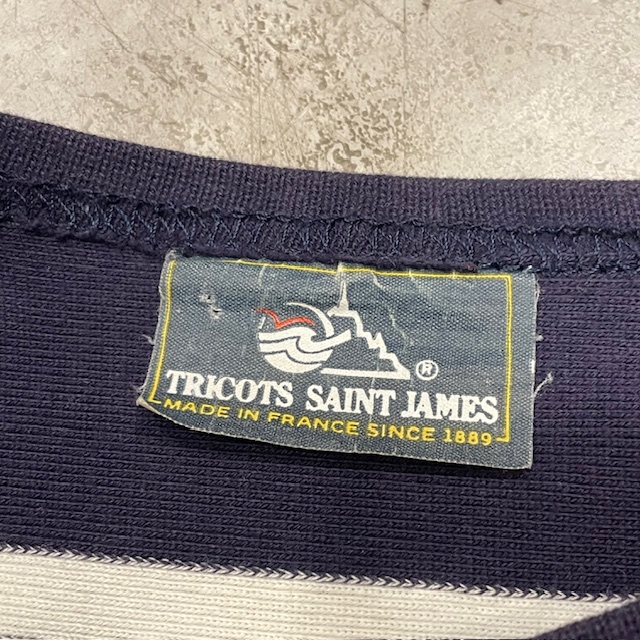 ®
TRICOTS SAINT JAMES
MADE IN FRANCE SINCE 1889